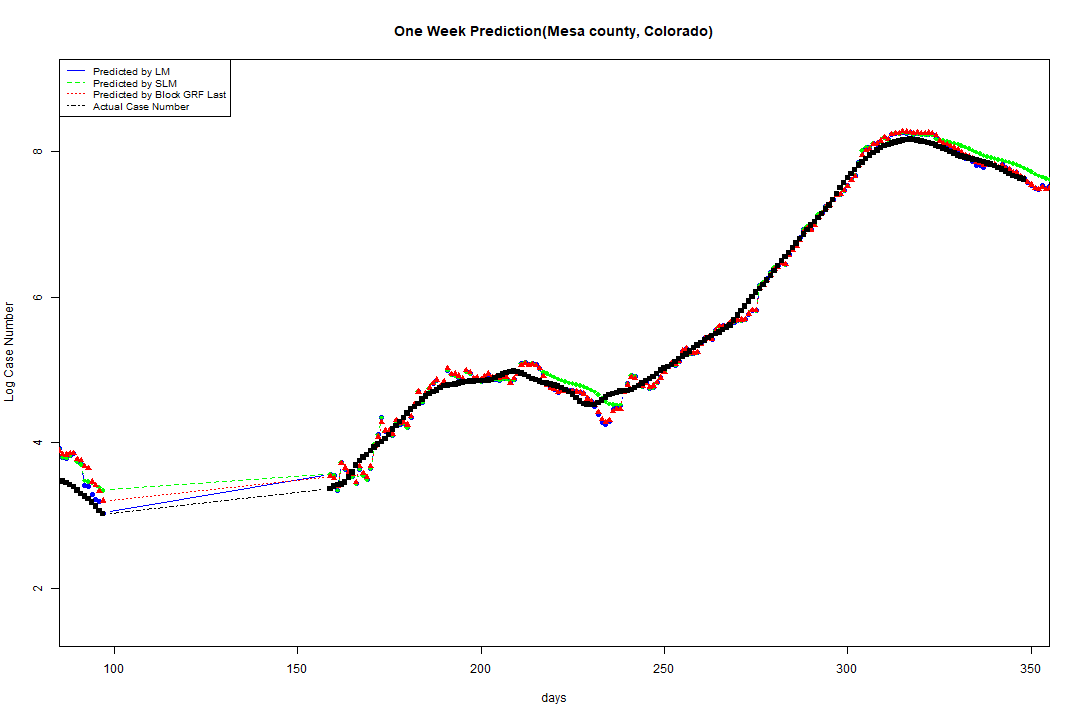 One Week Prediction(Mesa county, Colorado)
Predicted by LM
Predicted by SLM
Predicted by Block GRF Last
Actual Case Number
8
6
4
2
Log Case Number
100 150 200 250 300 350
days